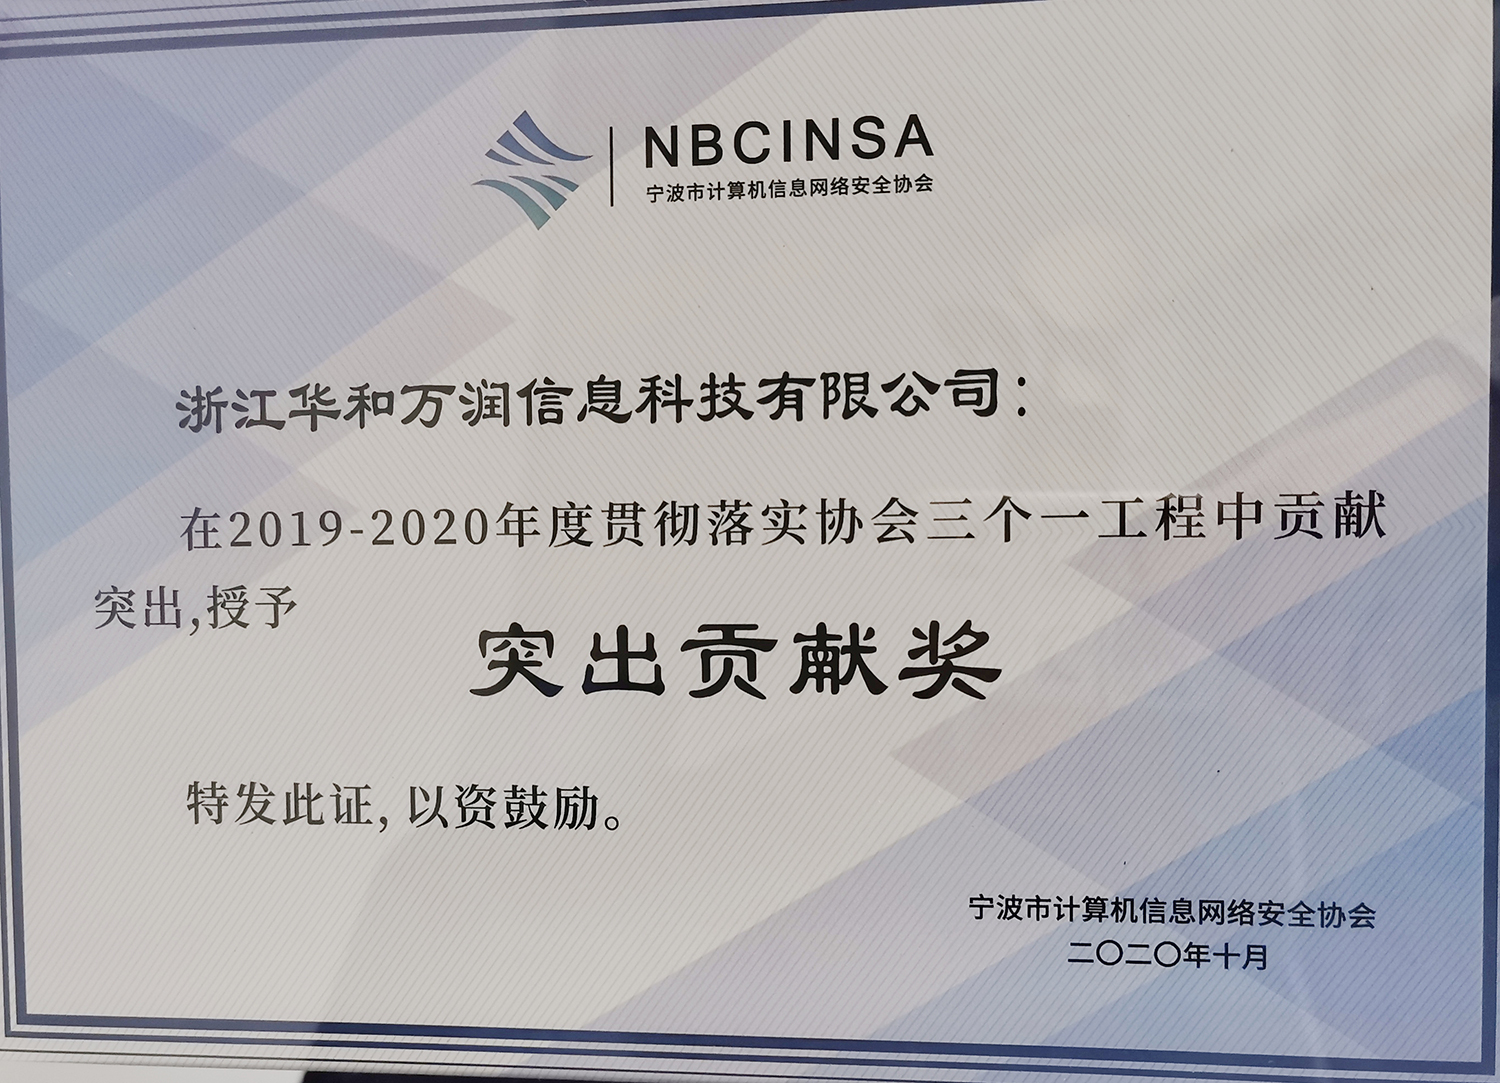 NBCINSA
宁波市计算机信息网络安全协会
浙江华和万润信息科技有限公司：
在2019-2020年度贯彻落实协会三个一工程中贡献
突出,授予
突出贡献奖
特发此证,以资鼓励。
宁波市计算机信息网络安全协会
二〇二〇年十月